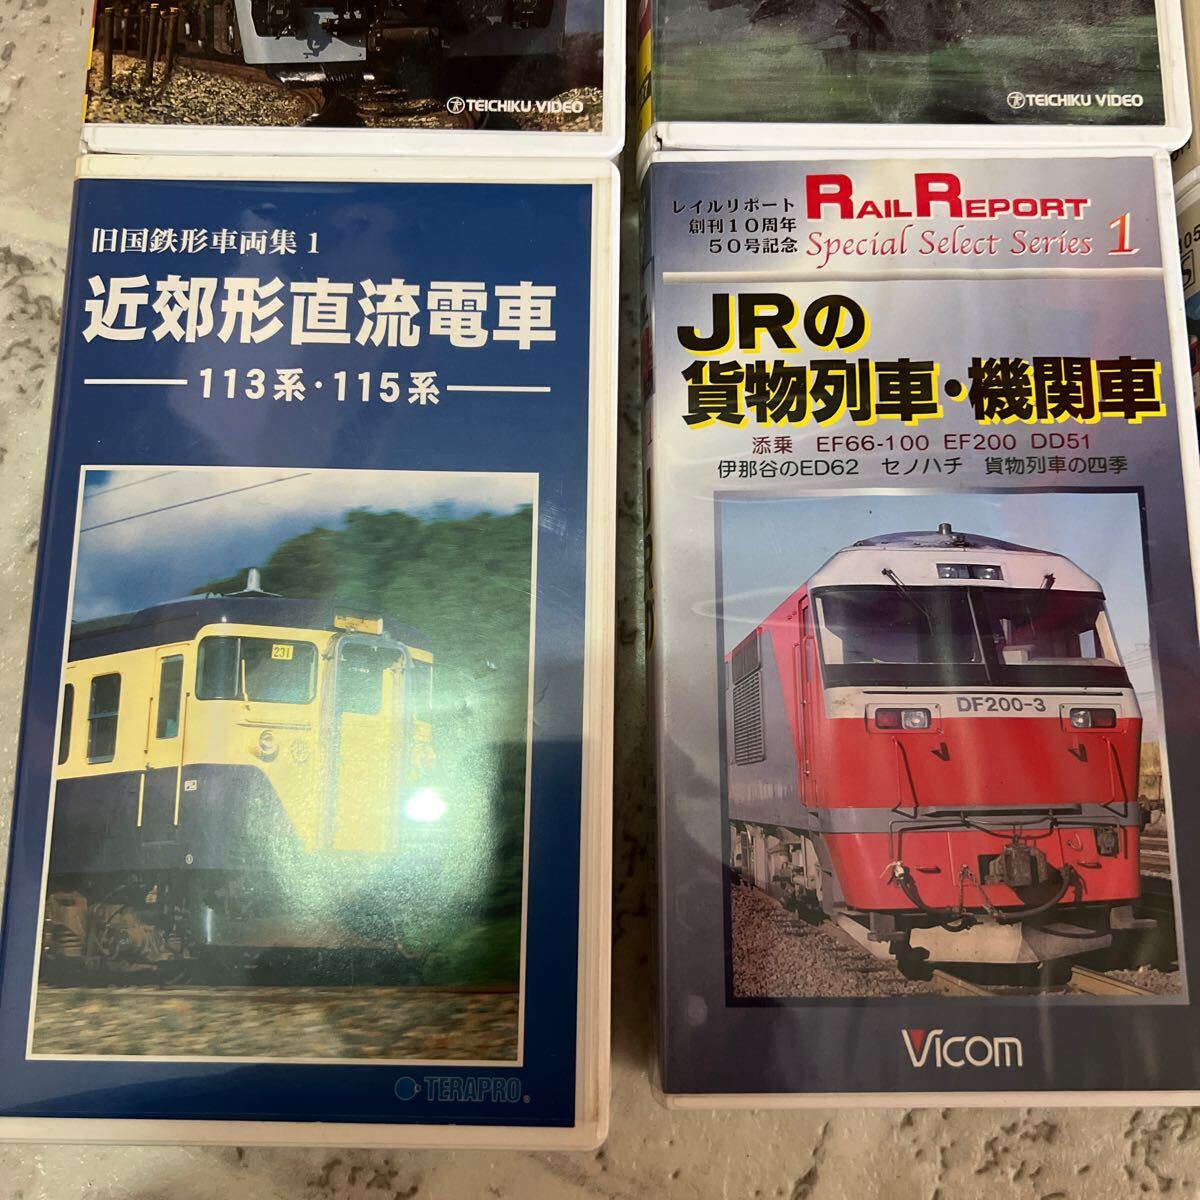 TEICHIKU VIDEO
TEICHIKU VIDEO
旧国鉄形車両集 1
近郊形直流電車
113系・115系
231
TERAPRO
レイルリポート
創刊10周年
50号記念
RAIL REPORT
Special Select Series 1
JRの
貨物列車・機関車
添乗 EF66-100 EF200 DD51
伊那谷のED62 セノハチ 貨物列車の四季
DF200-3
Vicom